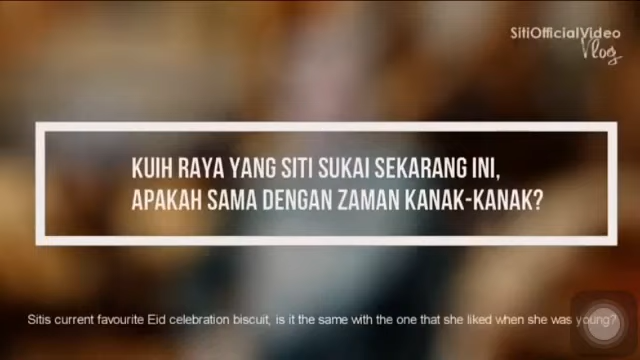 SitiOfficialVideo
Vlog
KUIH RAYA YANG SITI SUKAI SEKARANG INI,
APAKAH SAMA DENGAN ZAMAN KANAK-KANAK?
Sitis current favourite Eid celebration biscuit, is it the same with the one that she liked when she was young?